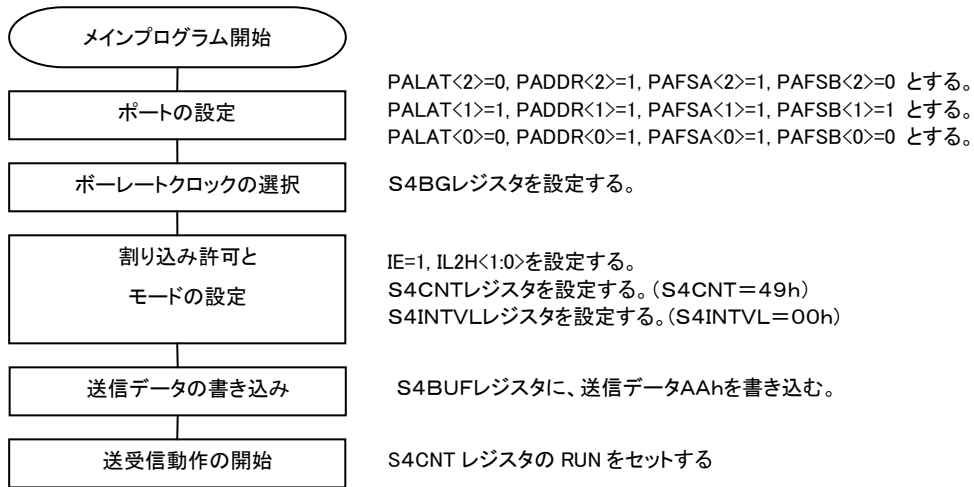 メインプログラム開始
PALAT<2>=0, PADDR<2>=1, PAFSA<2>=1, PAFSB<2>=0 とする。
ポートの設定
PALAT<1>=1, PADDR<1>=1, PAFSA<1>=1, PAFSB<1>=1 とする。
PALAT<0>=0, PADDR<0>=1, PAFSA<0>=1, PAFSB<0>=0 とする。
ボーレートクロックの選択
S4BGレジスタを設定する。
割り込み許可と
モードの設定
IE=1, IL2H<1:0>を設定する。
S4CNTレジスタを設定する。(S4CNT=49h)
S4INTVLレジスタを設定する。(S4INTVL=00h)
送信データの書き込み
S4BUFレジスタに、送信データAAhを書き込む。
送受信動作の開始
S4CNT レジスタの RUN をセットする